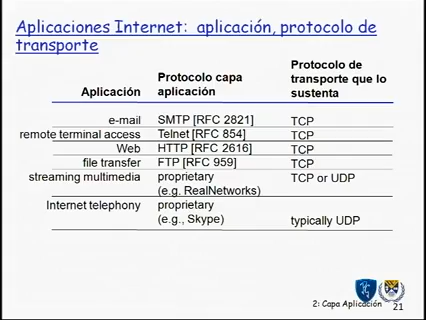 Aplicaciones Internet: aplicación, protocolo de
transporte
Aplicación
Protocolo capa
aplicación
Protocolo de
transporte que lo
sustenta
e-mail SMTP [RFC 2821] TCP
remote terminal access Telnet [RFC 854] TCP
Web HTTP [RFC 2616] TCP
file transfer FTP [RFC 959] TCP
streaming multimedia proprietary TCP or UDP
(e.g. RealNetworks)
Internet telephony proprietary
(e.g., Skype) typically UDP
2: Capa Aplicación 21